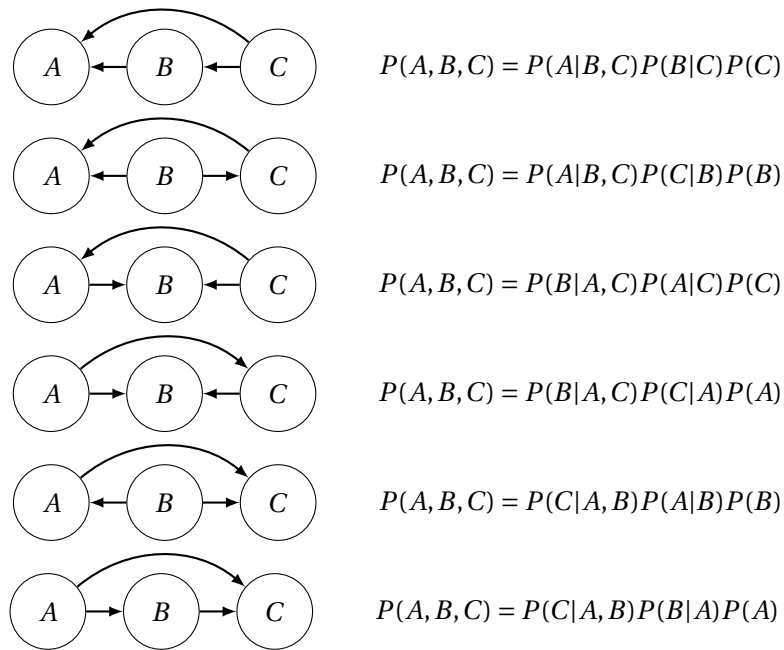 A B C P(A,B,C) = P(A|B,C)P(B|C)P(C)
A B C P(A,B,C) = P(A|B,C)P(C|B)P(B)
A B C P(A,B,C) = P(B|A,C)P(A|C)P(C)
A B C P(A,B,C) = P(B|A,C)P(C|A)P(A)
A B C P(A,B,C) = P(C|A,B)P(A|B)P(B)
A B C P(A,B,C) = P(C|A,B)P(B|A)P(A)